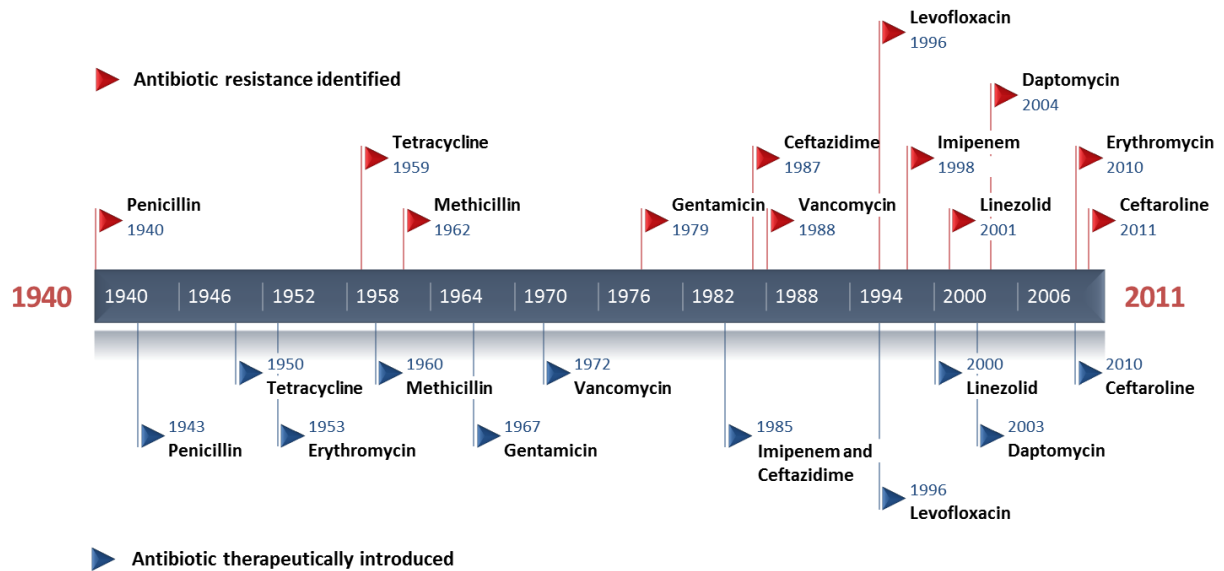 Levofloxacin
1996
Antibiotic resistance identified
Daptomycin
2004
Tetracycline
1959
Ceftazidime
1987
Imipenem
1998
Erythromycin
2010
Penicillin
1940
Methicillin
1962
Gentamicin
1979
Vancomycin
1988
Linezolid
2001
Ceftaroline
2011
1940
1940 1946 1952 1958 1964 1970 1976 1982 1988 1994 2000 2006
2011
1950
Tetracycline
1960
Methicillin
1972
Vancomycin
2000
Linezolid
2010
Ceftaroline
1943
Penicillin
1953
Erythromycin
1967
Gentamicin
1985
Imipenem and
Ceftazidime
2003
Daptomycin
1996
Levofloxacin
Antibiotic therapeutically introduced